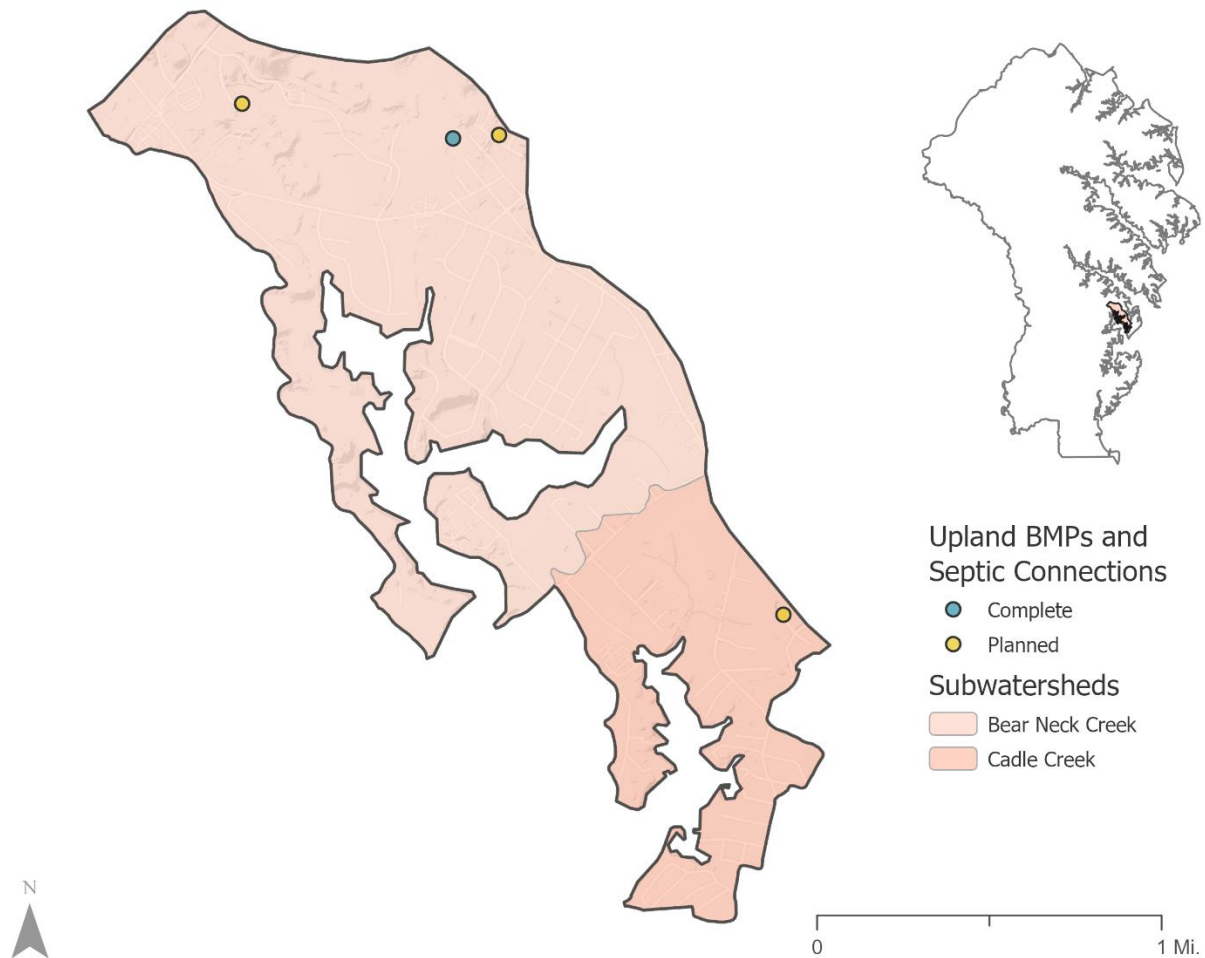 Upland BMPs and
Septic Connections
Complete
Planned
Subwatersheds
Bear Neck Creek
Cadle Creek
N
0 1 Mi.